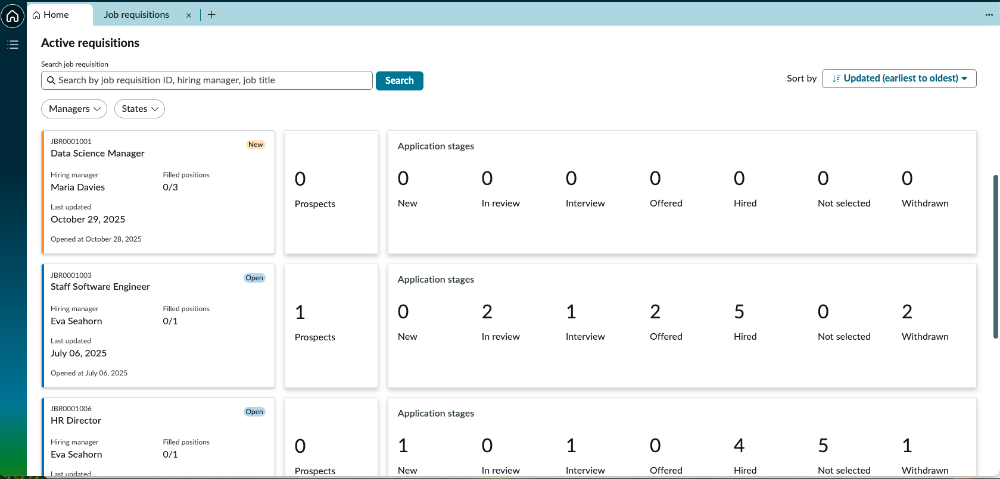 Home
Job requisitions
Active requisitions
Search job requisition
Search by job requisition ID, hiring manager, job title
Search
Sort by
Updated (earliest to oldest)
Managers
States
JBR0001001
New
Data Science Manager
Hiring manager
Filled positions
Maria Davies
0/3
Last updated
October 29, 2025
Opened at October 28, 2025
0
Prospects
Application stages
0 0 0 0 0 0 0
New In review Interview Offered Hired Not selected Withdrawn
JBR0001003
Open
Staff Software Engineer
Hiring manager
Filled positions
Eva Seahorn
0/1
Last updated
July 06, 2025
Opened at July 06, 2025
1
Prospects
Application stages
0 2 1 2 5 0 2
New In review Interview Offered Hired Not selected Withdrawn
JBR0001006
Open
HR Director
Hiring manager
Filled positions
Eva Seahorn
0/1
Last updated
0
Prospects
Application stages
1 0 1 0 4 5 1
New In review Interview Offered Hired Not selected Withdrawn